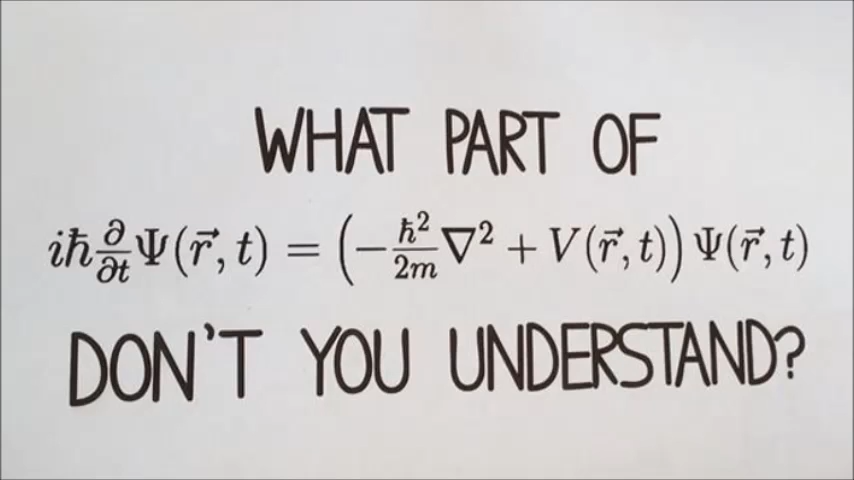 WHAT PART OF
iℏ ∂/∂t Ψ(r⃗, t) = (−ℏ²/2m ∇² + V(r⃗, t)) Ψ(r⃗, t)
DON'T YOU UNDERSTAND?